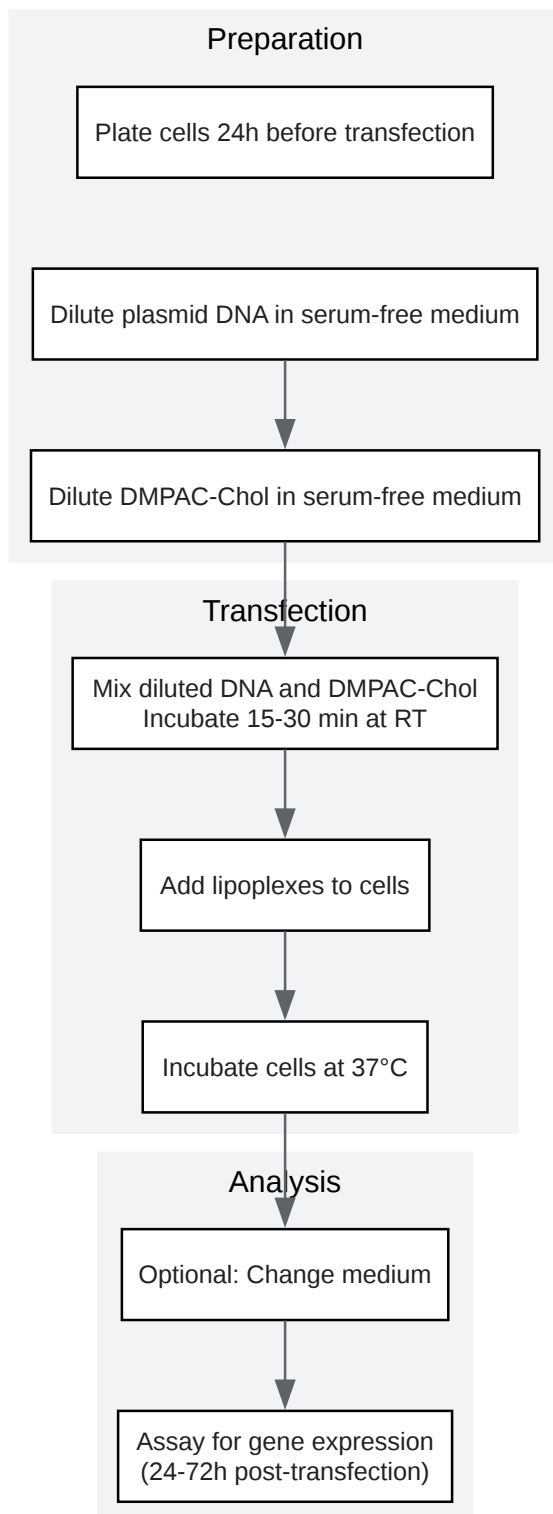 Preparation
Plate cells 24h before transfection
Dilute plasmid DNA in serum-free medium
Dilute DMPAC-Chol in serum-free medium
Transfection
Mix diluted DNA and DMPAC-Chol
Incubate 15-30 min at RT
Add lipoplexes to cells
Incubate cells at 37°C
Analysis
Optional: Change medium
Assay for gene expression
(24-72h post-transfection)